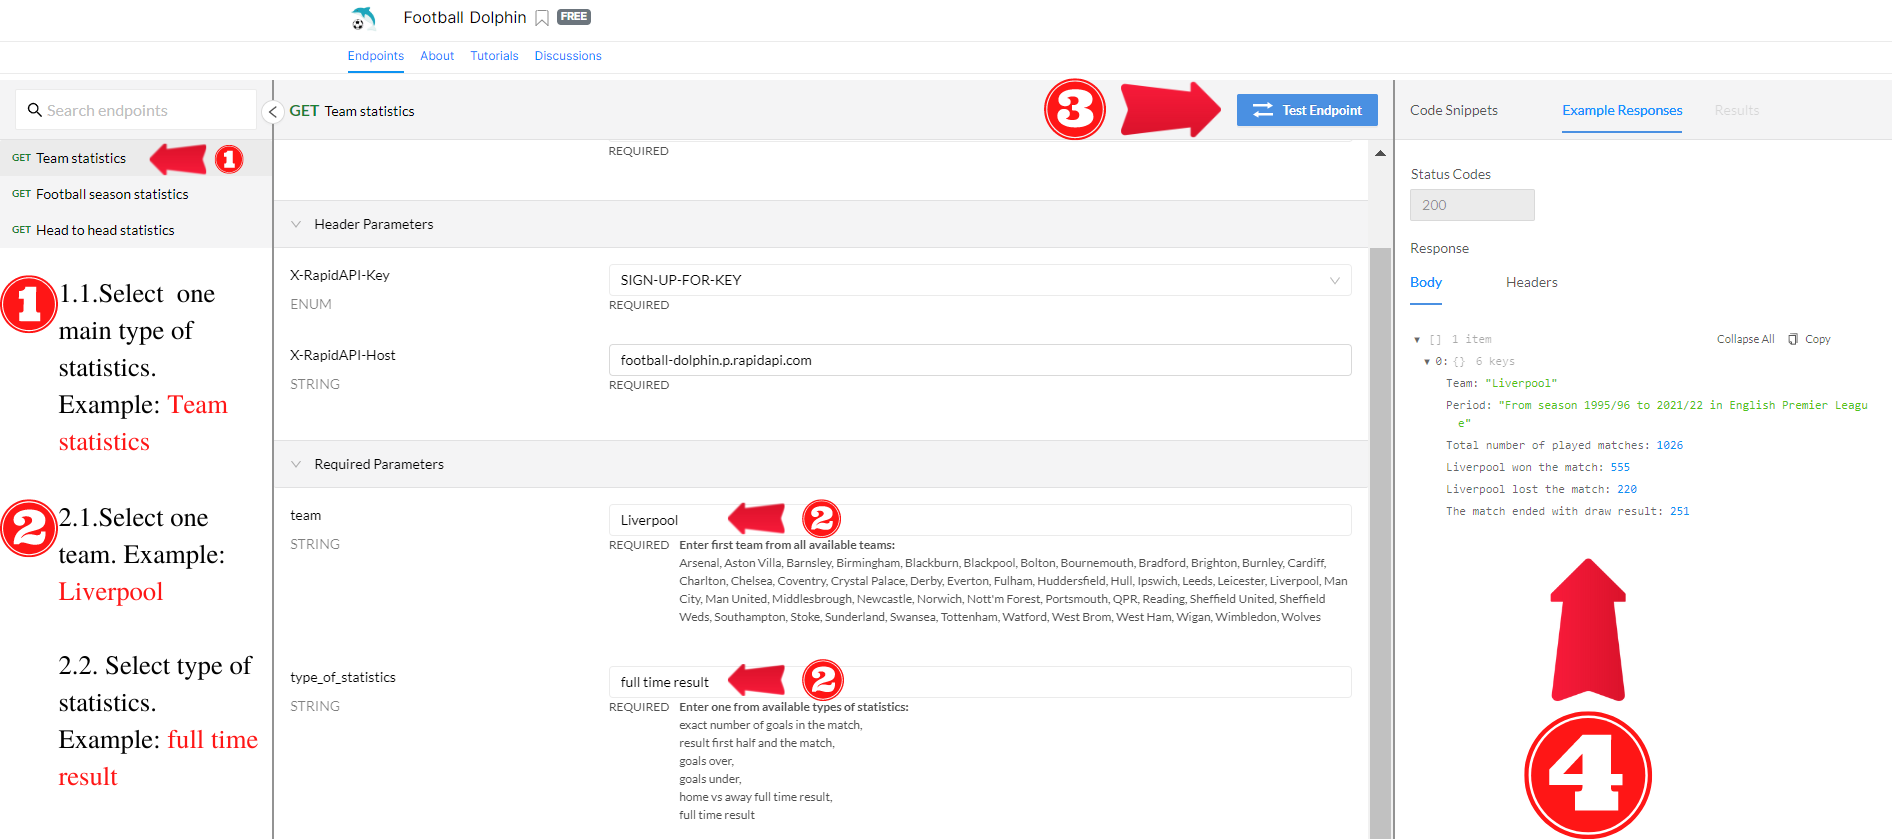 Football Dolphin FREE
Endpoints About Tutorials Discussions
Search endpoints
GET Team statistics
1
GET Football season statistics
GET Head to head statistics
1
1.1.Select one
main type of
statistics.
Example: Team
statistics
2
2.1.Select one
team. Example:
Liverpool
2.2. Select type of
statistics.
Example: full time
result
GET Team statistics
3
Test Endpoint
REQUIRED
Header Parameters
X-RapidAPI-Key
ENUM
SIGN-UP-FOR-KEY
REQUIRED
X-RapidAPI-Host
STRING
football-dolphin.p.rapidapi.com
REQUIRED
Required Parameters
team
STRING
Liverpool
2
REQUIRED Enter first team from all available teams:
Arsenal, Aston Villa, Barnsley, Birmingham, Blackburn, Blackpool, Bolton, Bournemouth, Bradford, Brighton, Burnley, Cardiff,
Charlton, Chelsea, Coventry, Crystal Palace, Derby, Everton, Fulham, Huddersfield, Hull, Ipswich, Leeds, Leicester, Liverpool, Man
City, Man United, Middlesbrough, Newcastle, Norwich, Nott'm Forest, Portsmouth, QPR, Reading, Sheffield United, Sheffield
Weds, Southampton, Stoke, Sunderland, Swansea, Tottenham, Watford, West Brom, West Ham, Wigan, Wimbledon, Wolves
type_of_statistics
STRING
full time result
2
REQUIRED Enter one from available types of statistics:
exact number of goals in the match,
result first half and the match,
goals over,
goals under,
home vs away full time result,
full time result
Code Snippets Example Responses Results
Status Codes
200
Response
Body Headers
[] 1 item Collapse All Copy
0: {} 6 keys
Team: "Liverpool"
Period: "From season 1995/96 to 2021/22 in English Premier Leagu
e"
Total number of played matches: 1026
Liverpool won the match: 555
Liverpool lost the match: 220
The match ended with draw result: 251
4